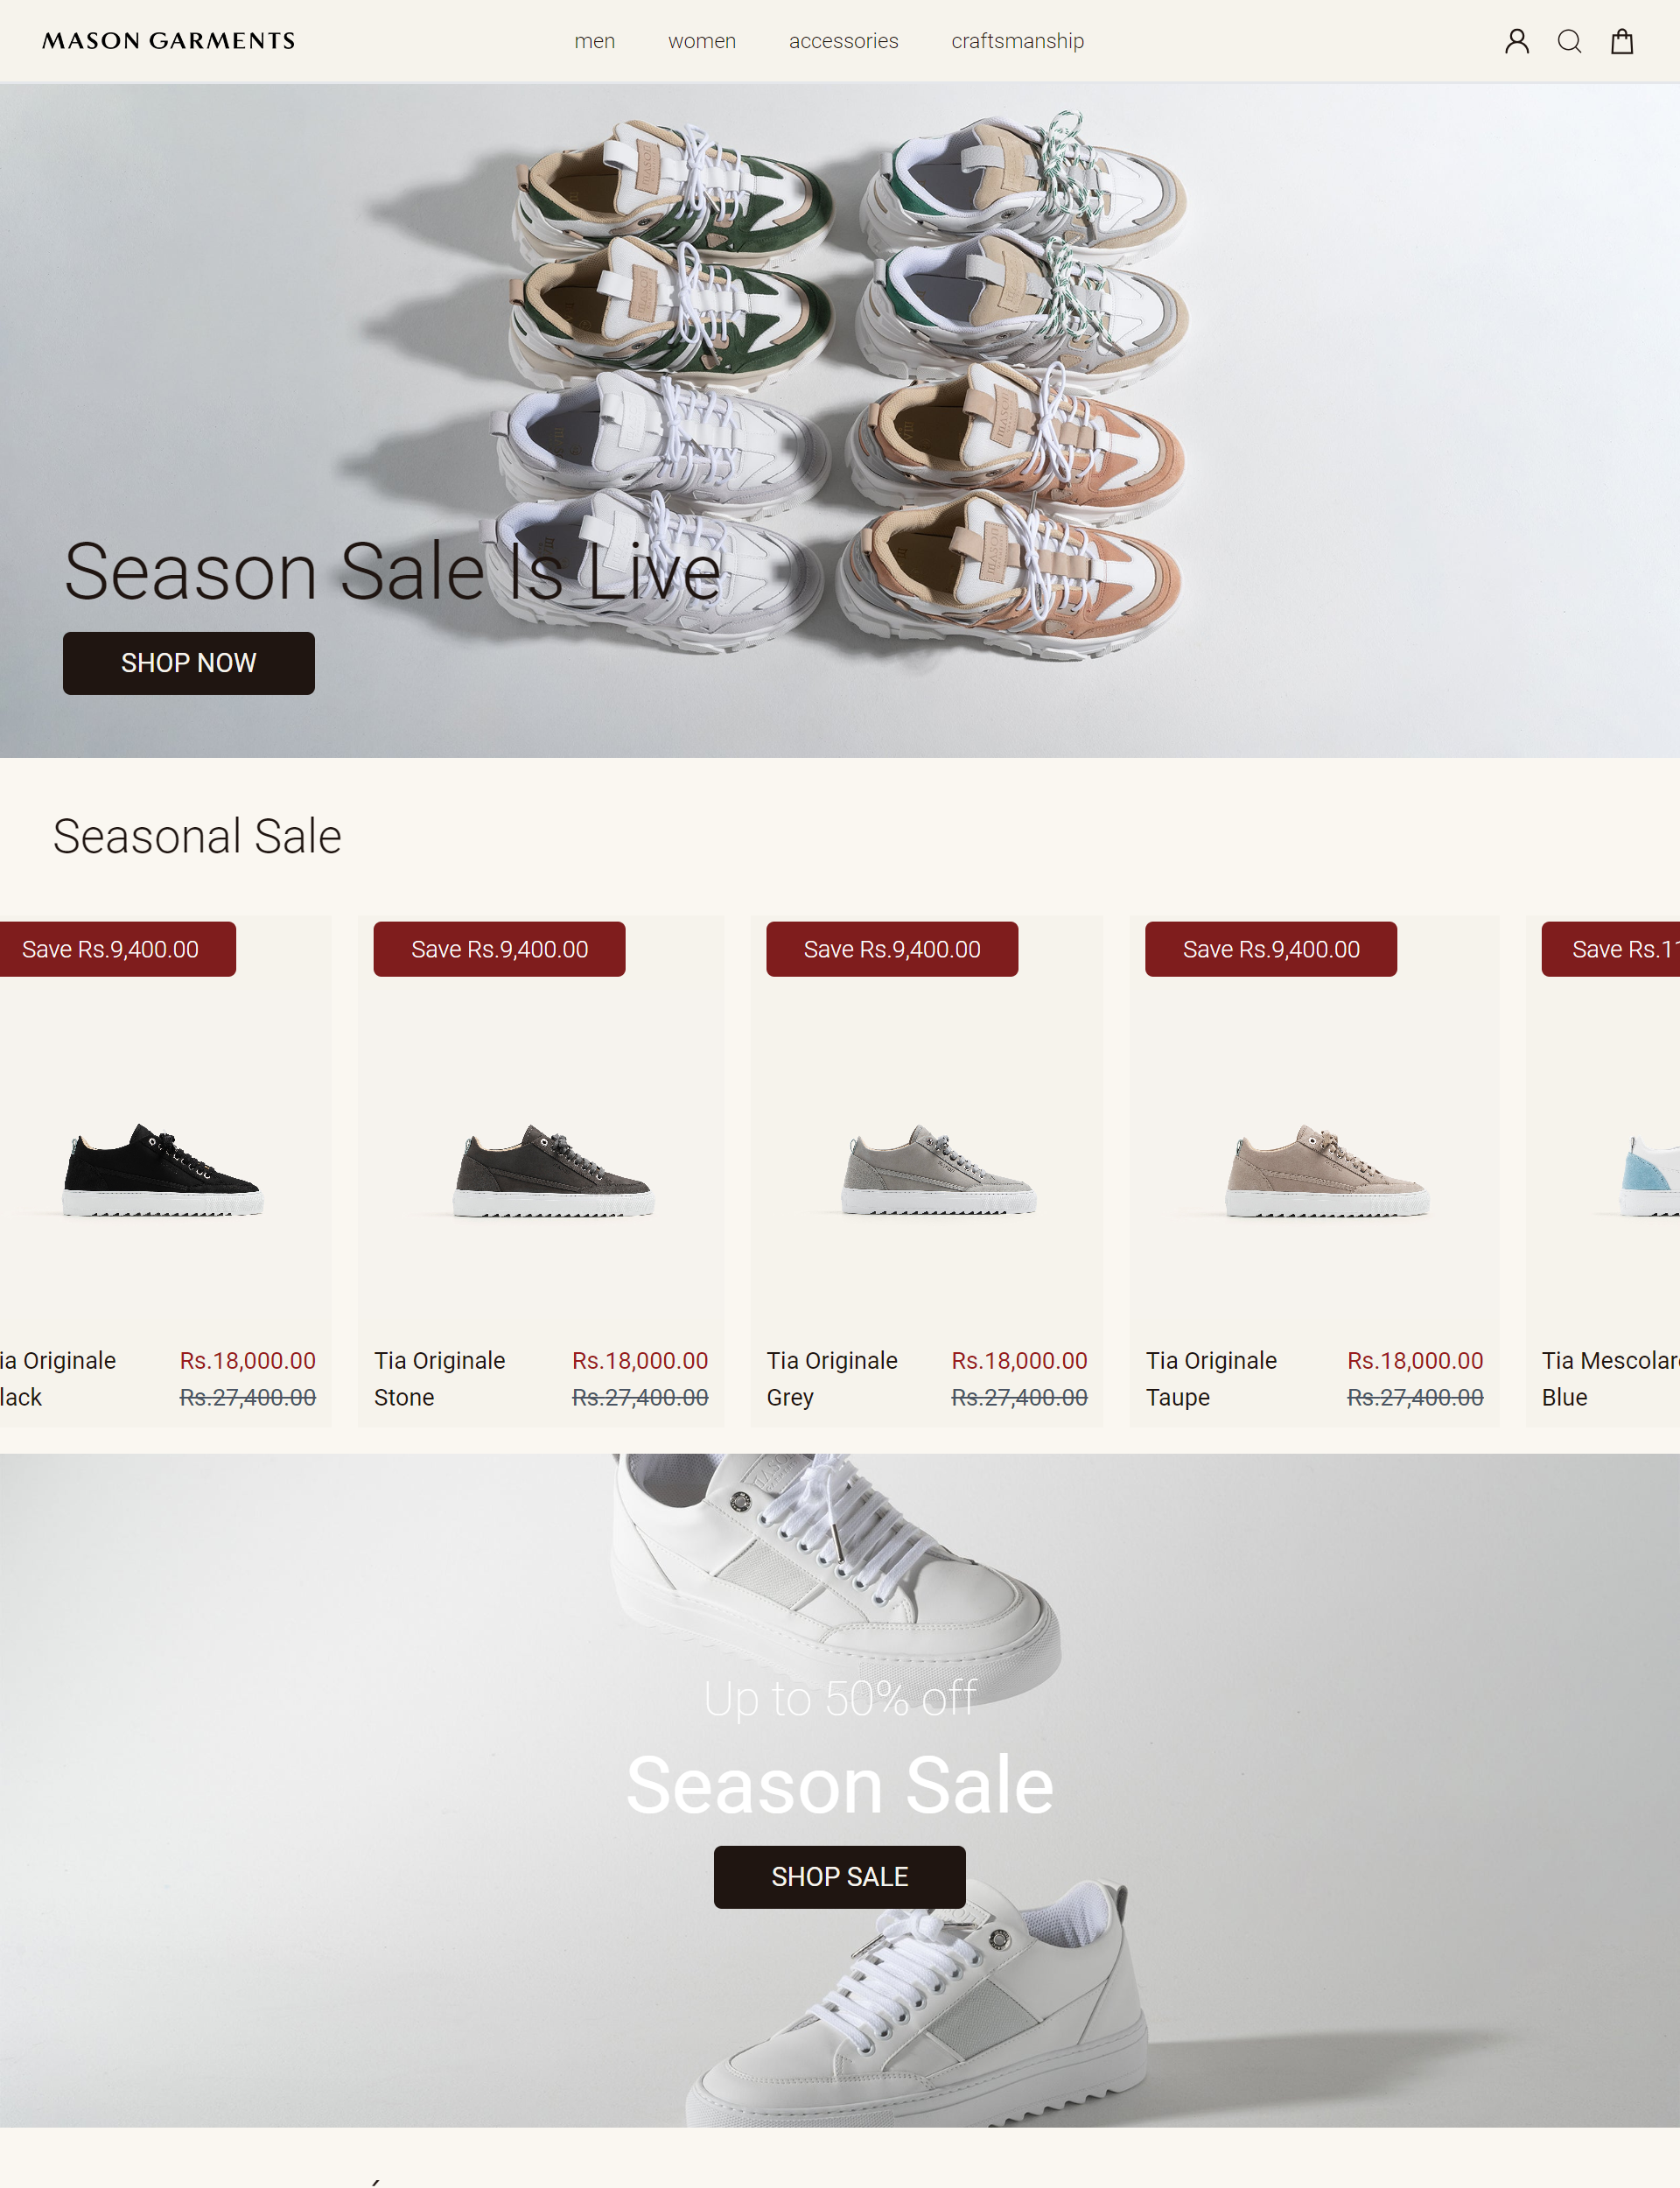 MASON GARMENTS
men women accessories craftsmanship
Season Sale Is Live
SHOP NOW
Seasonal Sale
Save Rs.9,400.00 Save Rs.9,400.00 Save Rs.9,400.00 Save Rs.9,400.00 Save Rs.
Tia Originale Rs.18,000.00 Tia Originale Rs.18,000.00 Tia Originale Rs.18,000.00 Tia Originale Rs.18,000.00 Tia Mescolar
lack Rs.27,400.00 Stone Rs.27,400.00 Grey Rs.27,400.00 Taupe Rs.27,400.00 Blue
Up to 50% off
Season Sale
SHOP SALE